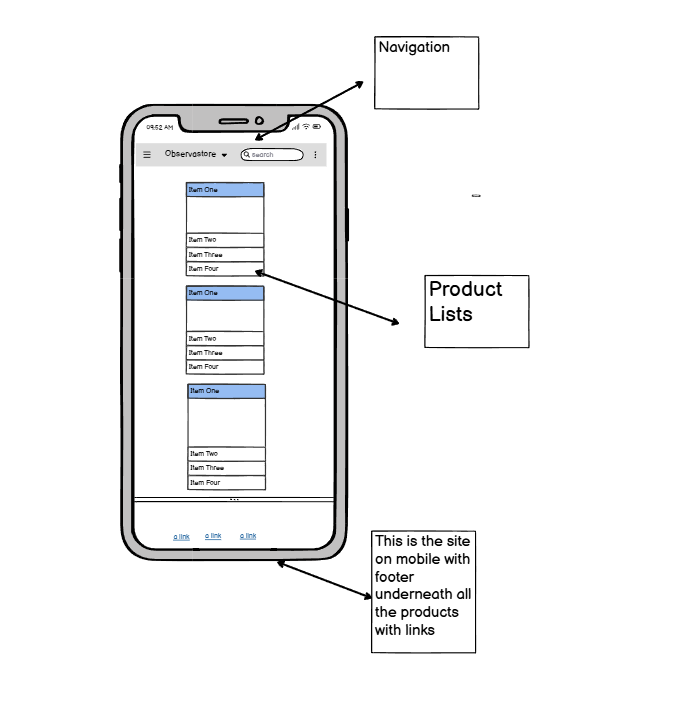 Navigation
09:52 AM
Observastore
search
Item One
Item Two
Item Three
Item Four
Product
Lists
Item One
Item Two
Item Three
Item Four
Item One
Item Two
Item Three
Item Four
a link a link a link
This is the site
on mobile with
footer
underneath all
the products
with links